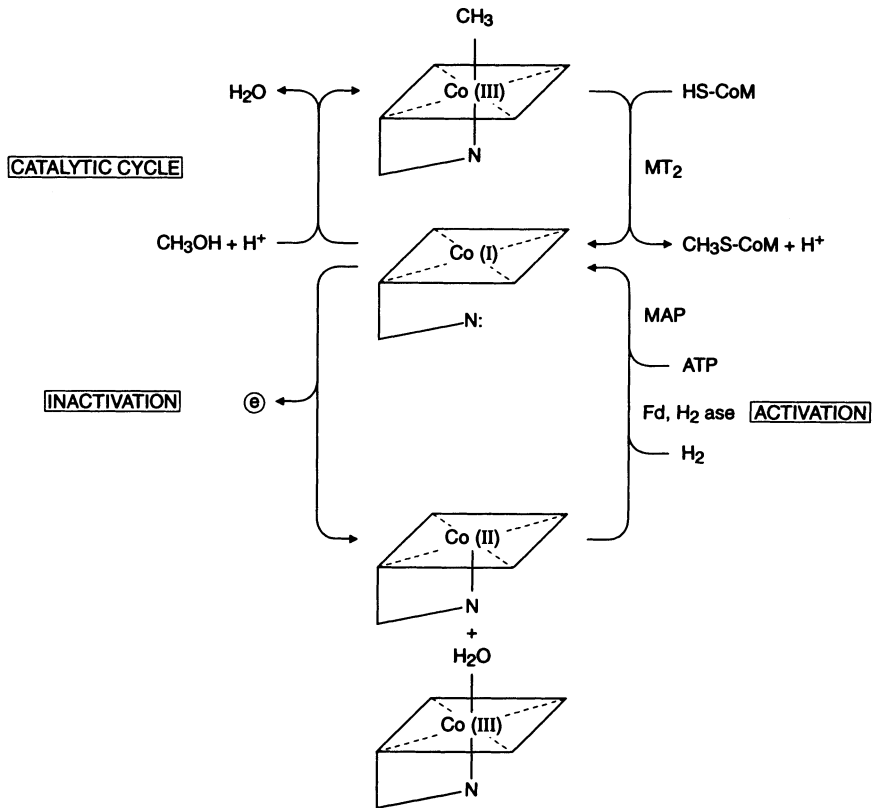 CH₃
H₂O
Co (III)
HS-CoM
N
CATALYTIC CYCLE
MT₂
CH₃OH + H⁺
Co (I)
CH₃S-CoM + H⁺
N:
MAP
ATP
INACTIVATION
e
Fd, H₂ ase
ACTIVATION
H₂
Co (II)
N
+
H₂O
Co (III)
N